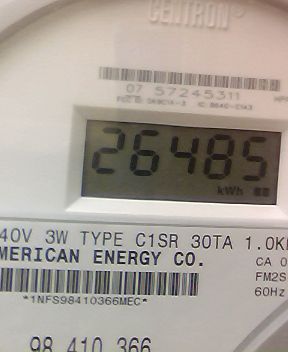 CENTRON®
07 57245311
26485
kWh
40V 3W TYPE C1SR 30TA 1.0K
MERICAN ENERGY CO.
CA 0
FM2S
*1NFS98410366MEC*
60Hz
98 410 366